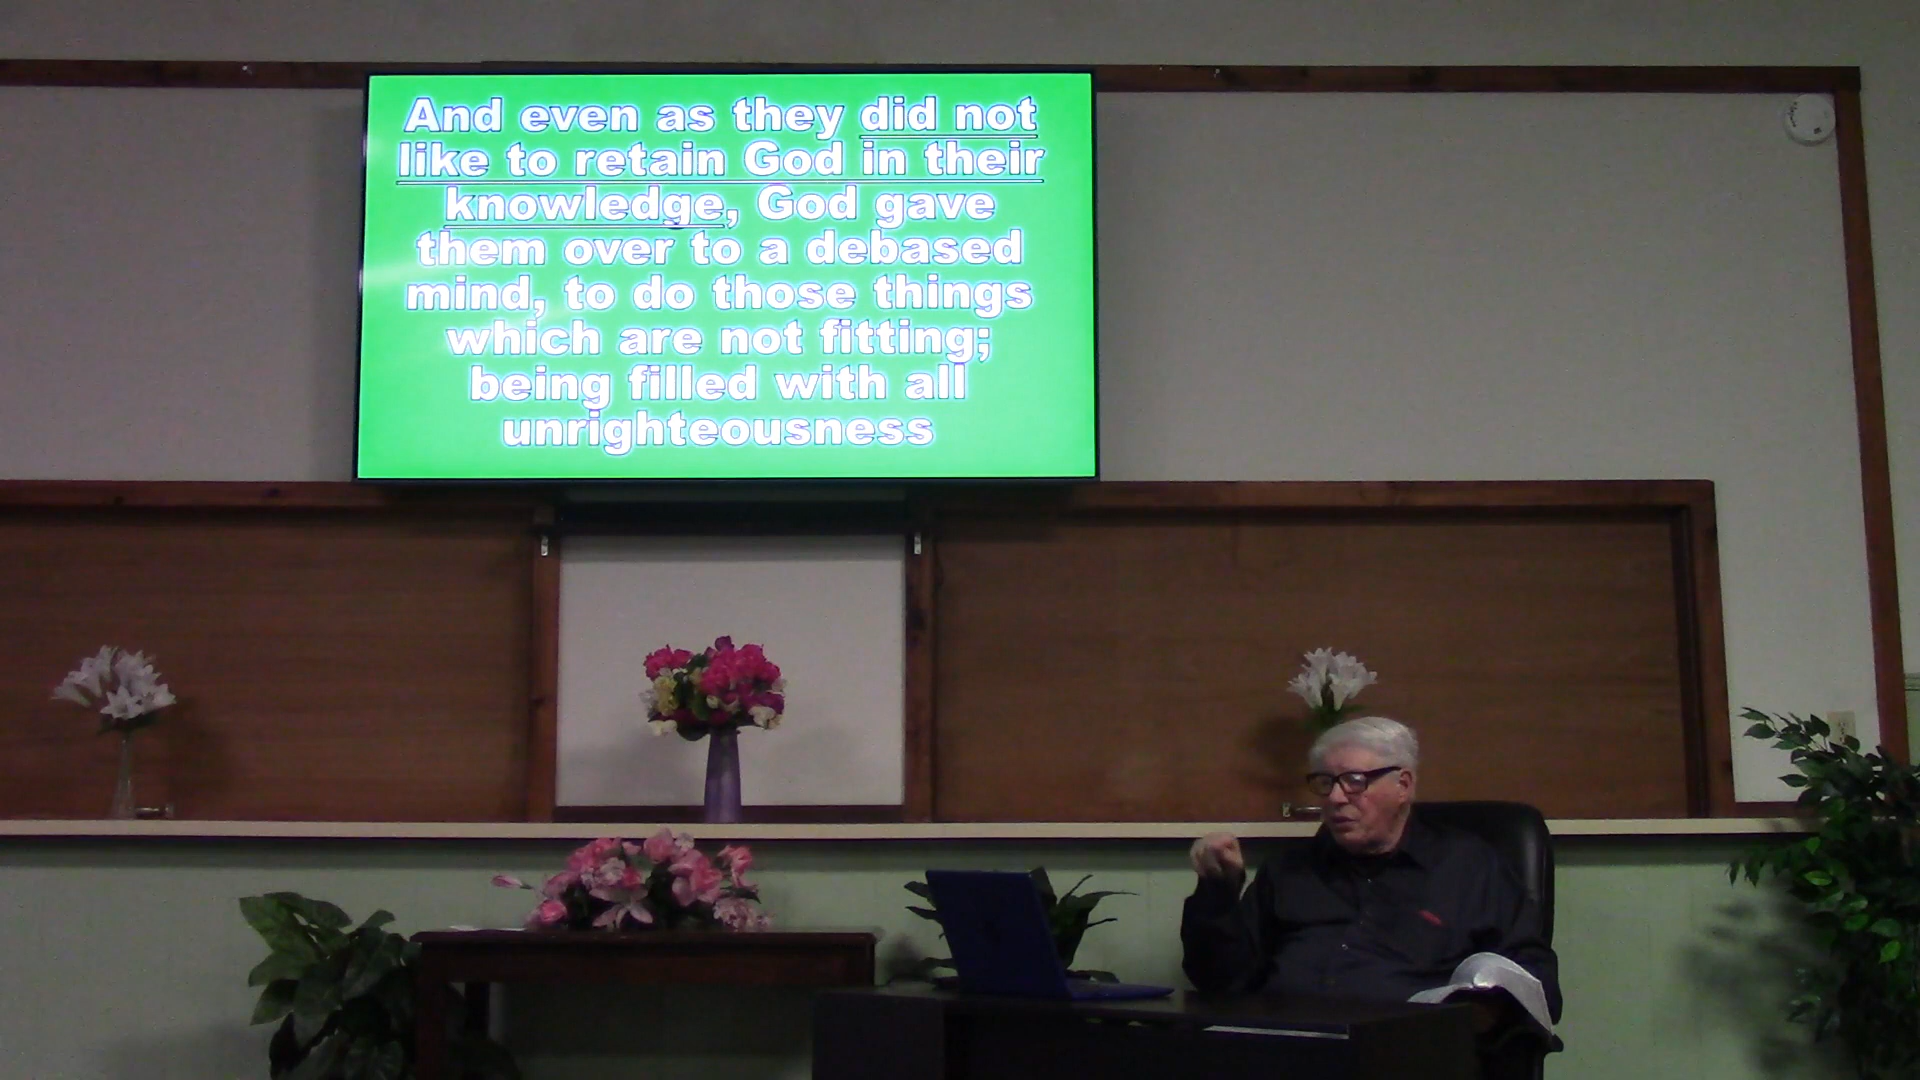 And even as they did not
like to retain God in their
knowledge, God gave
them over to a debased
mind, to do those things
which are not fitting;
being filled with all
unrighteousness